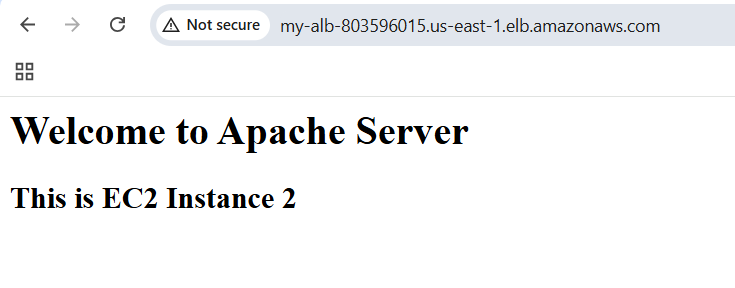 Not secure my-alb-803596015.us-east-1.elb.amazonaws.com
Welcome to Apache Server
This is EC2 Instance 2